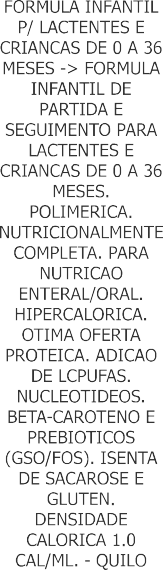 FORMULA INFANTIL
P/ LACTENTES E
CRIANCAS DE 0 A 36
MESES -> FORMULA
INFANTIL DE
PARTIDA E
SEGUIMENTO PARA
LACTENTES E
CRIANCAS DE 0 A 36
MESES.
POLIMERICA.
NUTRICIONALMENTE
COMPLETA. PARA
NUTRICAO
ENTERAL/ORAL.
HIPERCALORICA.
OTIMA OFERTA
PROTEICA. ADICAO
DE LCPUFAS.
NUCLEOTIDEOS.
BETA-CAROTENO E
PREBIOTICOS
(GSO/FOS). ISENTA
DE SACAROSE E
GLUTEN.
DENSIDADE
CALORICA 1.0
CAL/ML. - QUILO